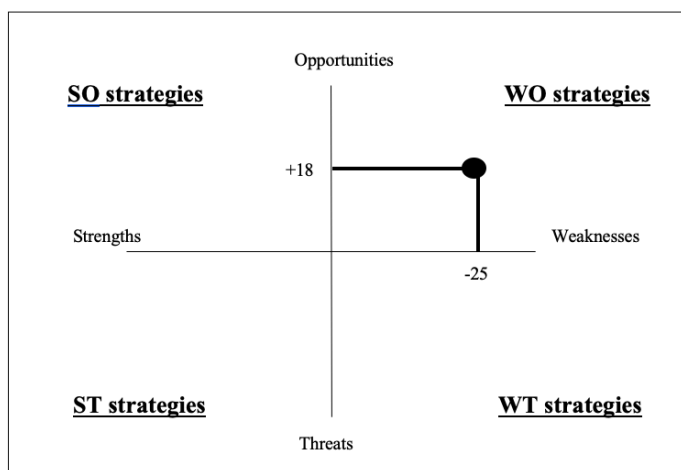 Opportunities
SO strategies
WO strategies
+18
Strengths
Weaknesses
-25
ST strategies
WT strategies
Threats